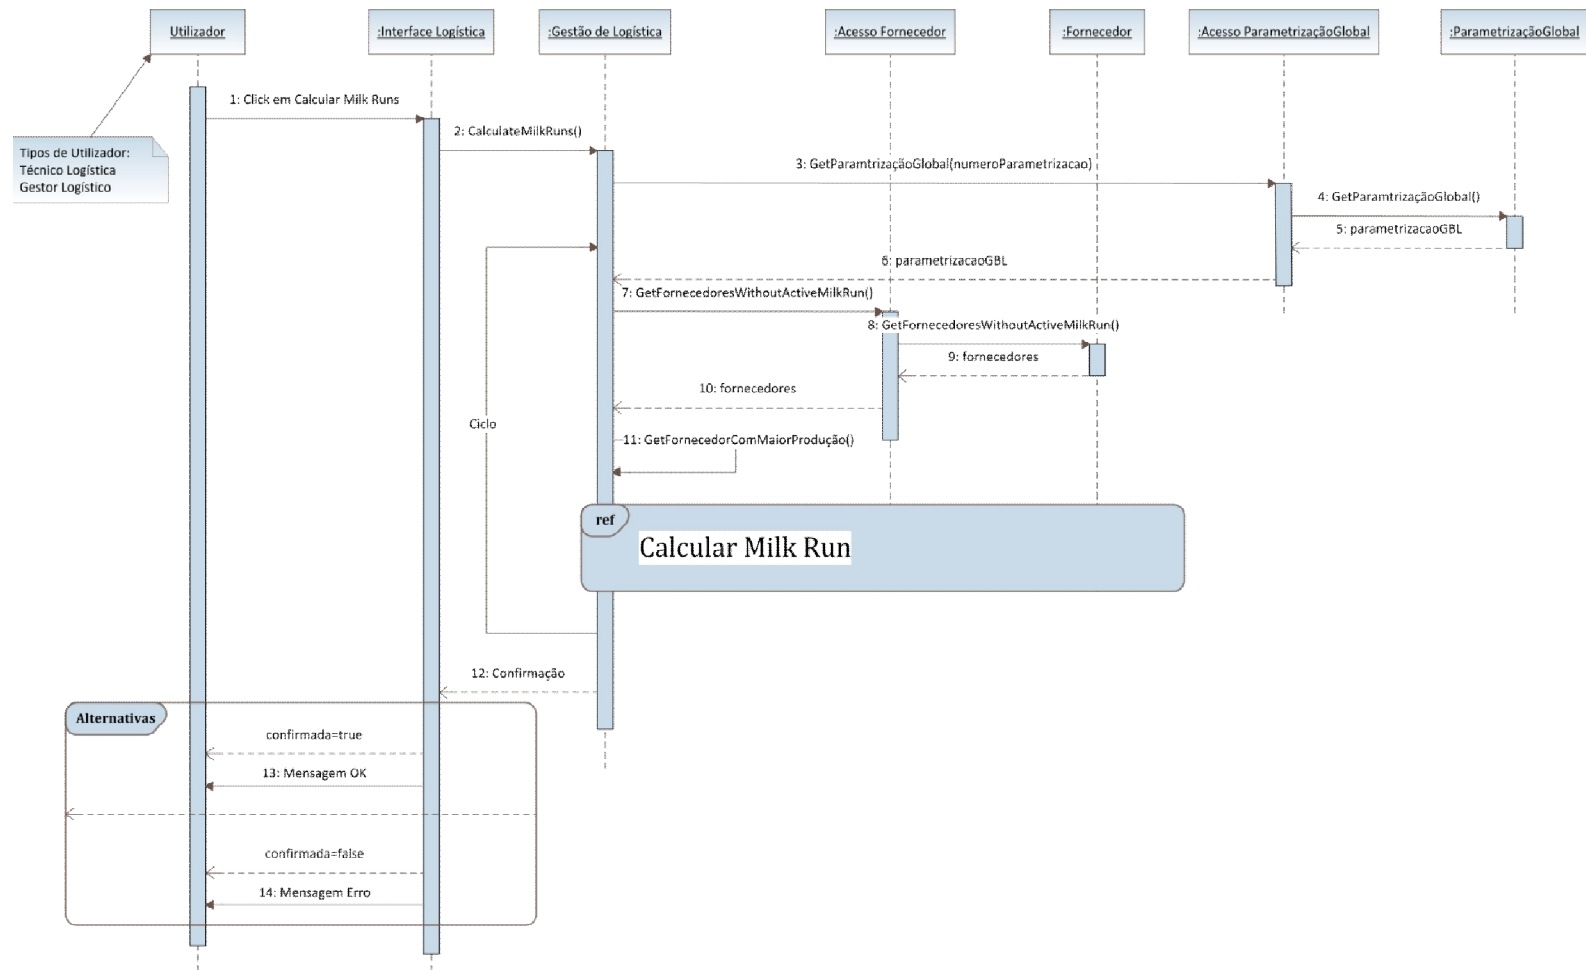 Utilizador
:Interface Logística
:Gestão de Logística
:Acesso Fornecedor
:Fornecedor
:Acesso ParametrizaçãoGlobal
:ParametrizaçãoGlobal
1: Click em Calcular Milk Runs
2: CalculateMilkRuns()
Tipos de Utilizador:
Técnico Logística
Gestor Logístico
3: GetParamtrizaçãoGlobal(numeroParametrizacao)
4: GetParamtrizaçãoGlobal()
5: parametrizacaoGBL
6: parametrizacaoGBL
7: GetFornecedoresWithoutActiveMilkRun()
8: GetFornecedoresWithoutActiveMilkRun()
9: fornecedores
10: fornecedores
Ciclo
11: GetFornecedorComMaiorProdução()
ref
Calcular Milk Run
12: Confirmação
Alternativas
confirmada=true
13: Mensagem OK
confirmada=false
14: Mensagem Erro